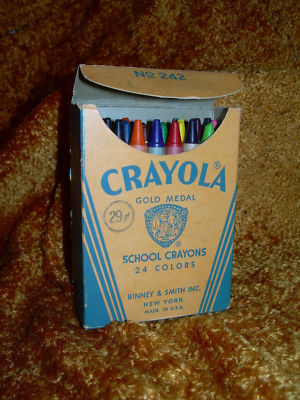 No 242
CRAYOLA®
GOLD MEDAL
29¢
®
SCHOOL CRAYONS
24 COLORS
BINNEY & SMITH INC.
NEW YORK
MADE IN U.S.A.